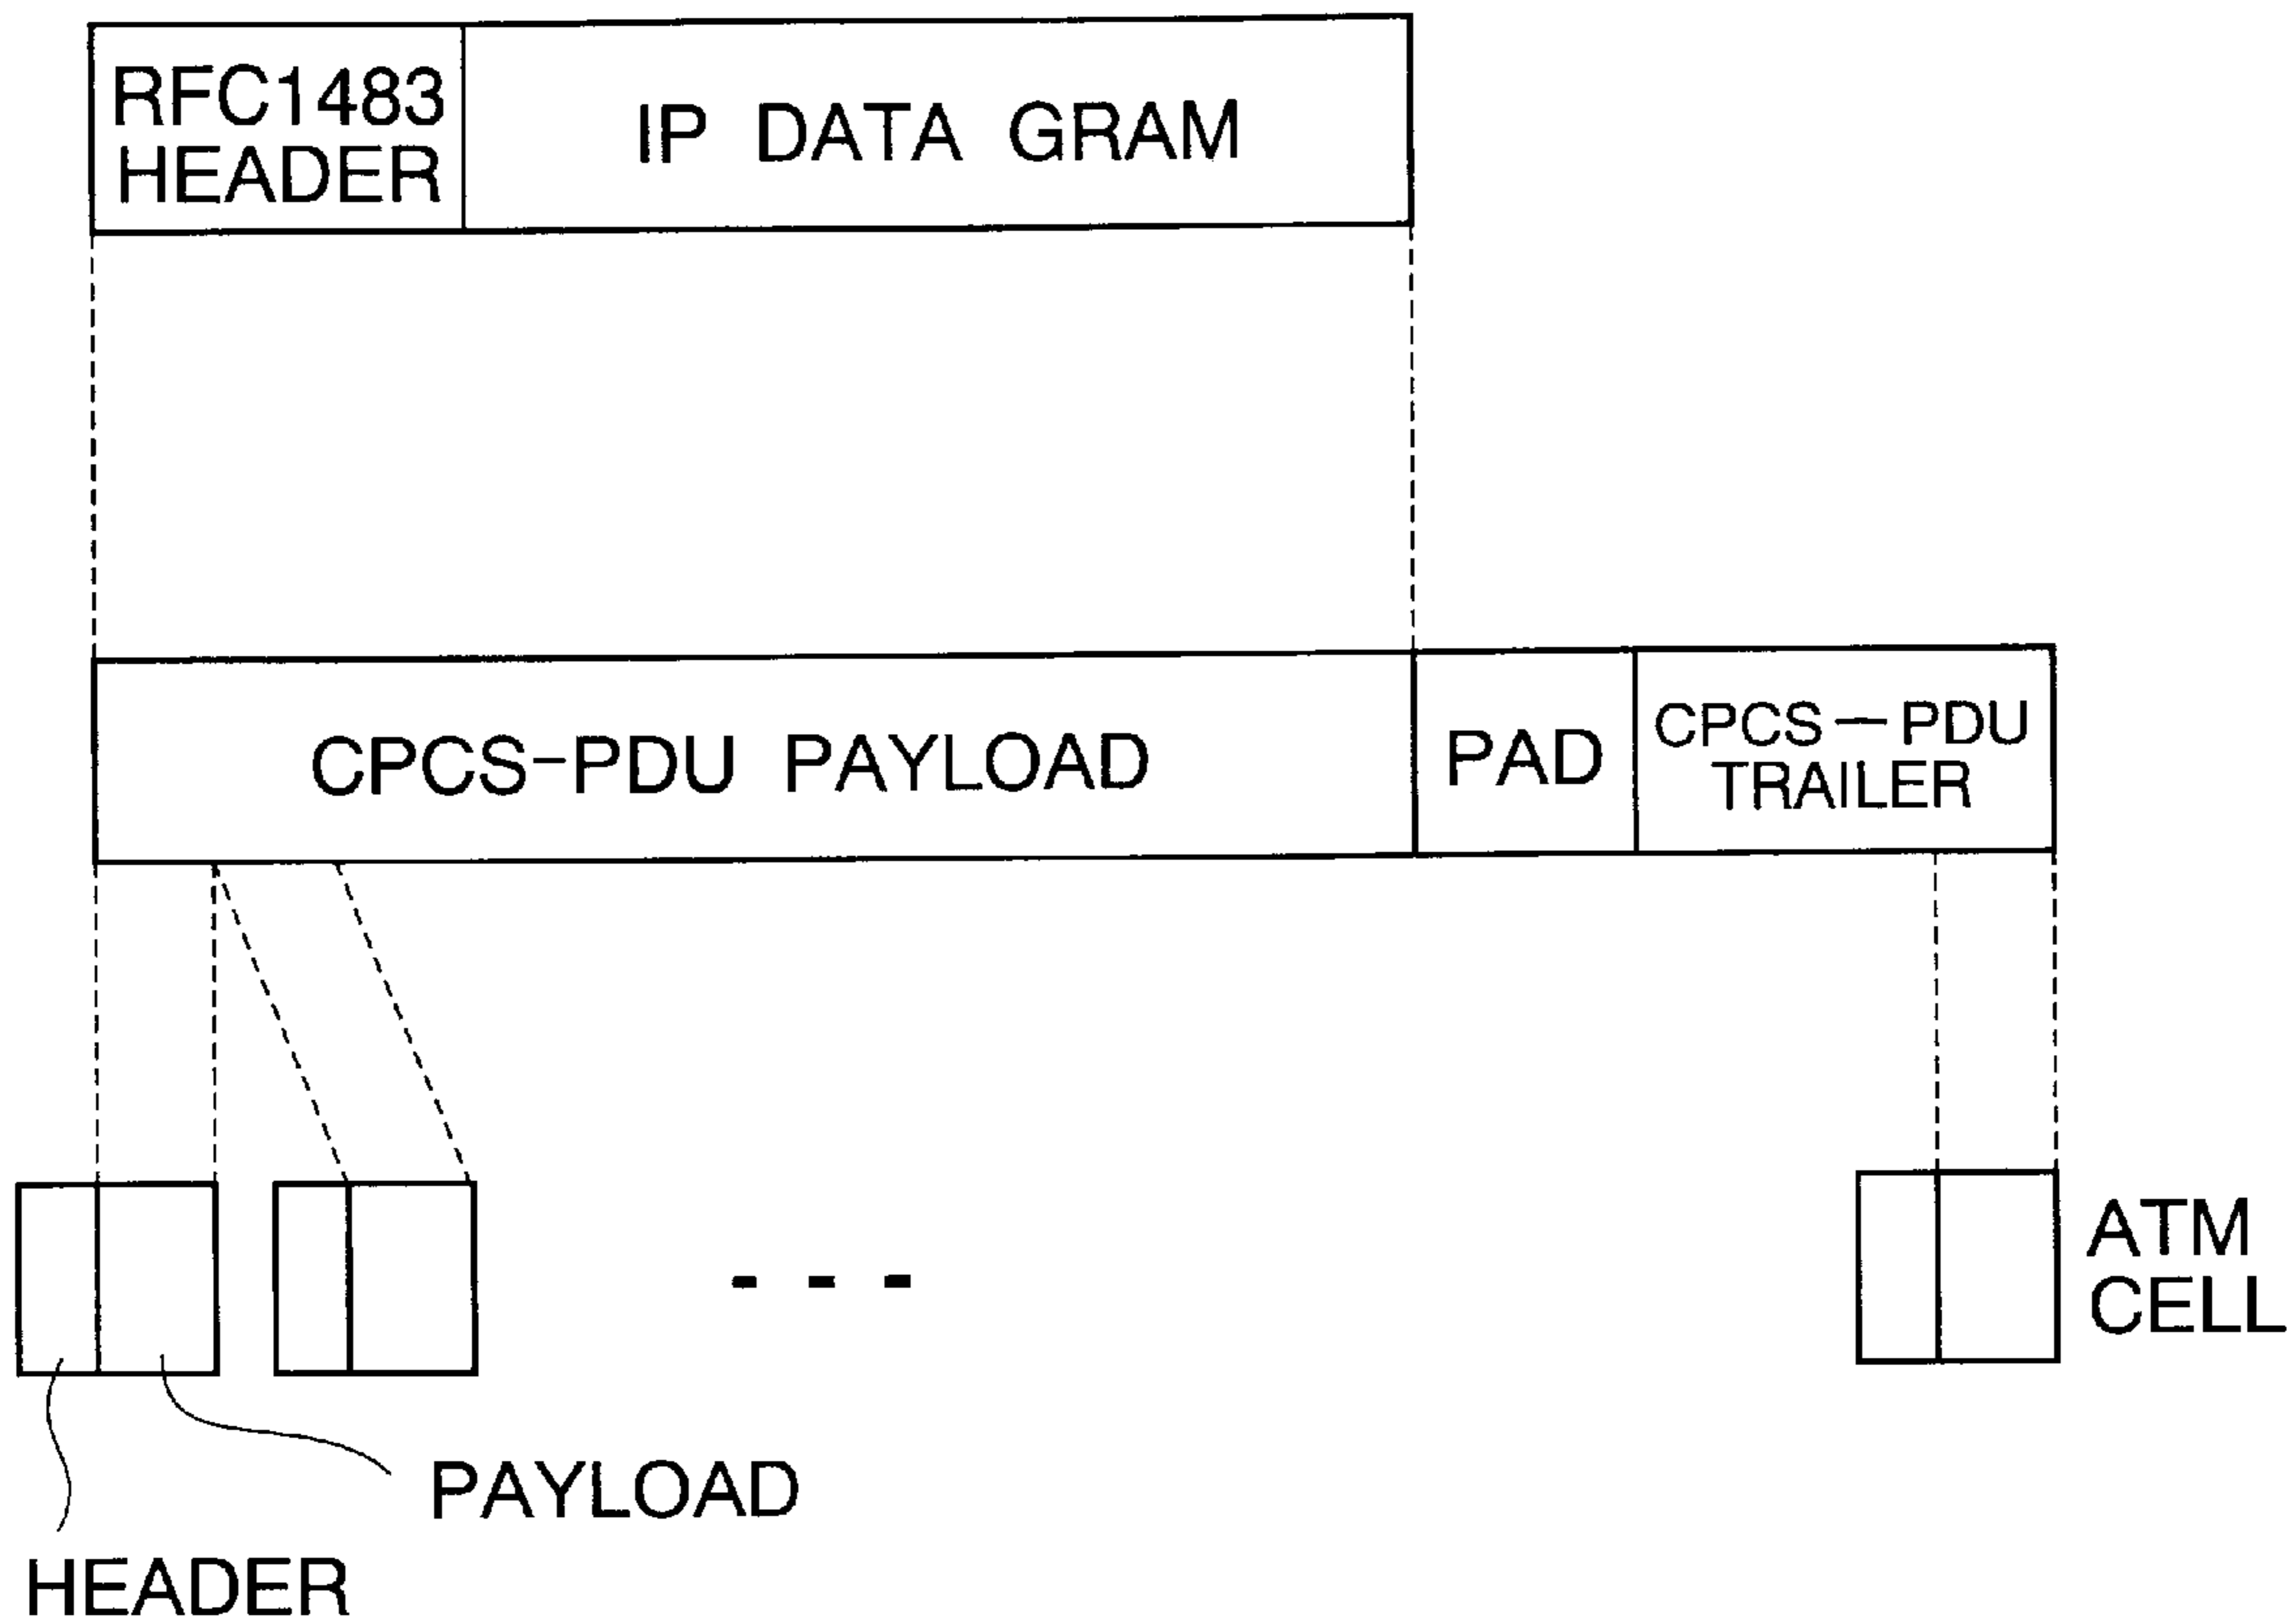 RFC1483
HEADER
IP DATA GRAM
CPCS-PDU PAYLOAD
PAD
CPCS-PDU
TRAILER
ATM
CELL
PAYLOAD
HEADER